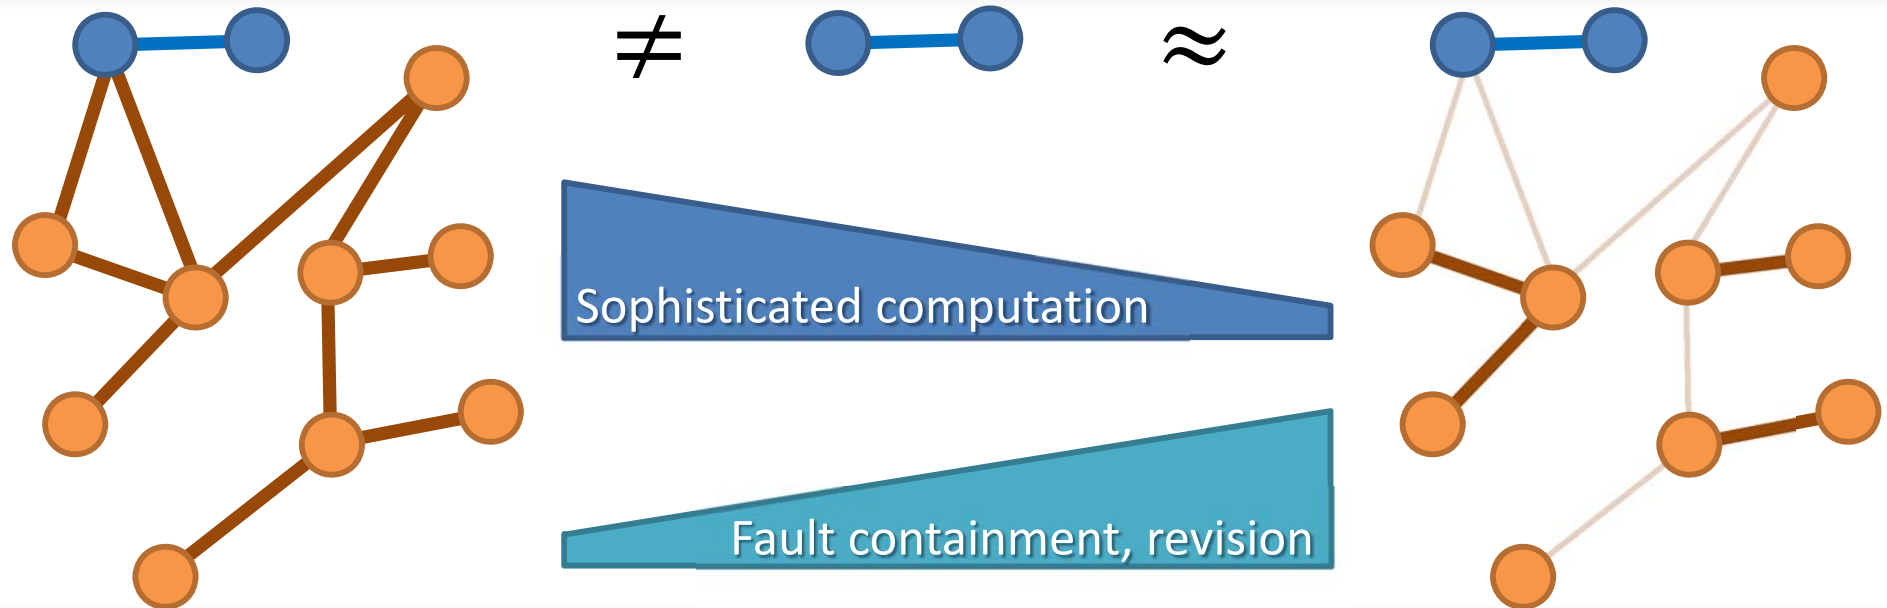 ≠ ≈
Sophisticated computation
Fault containment, revision